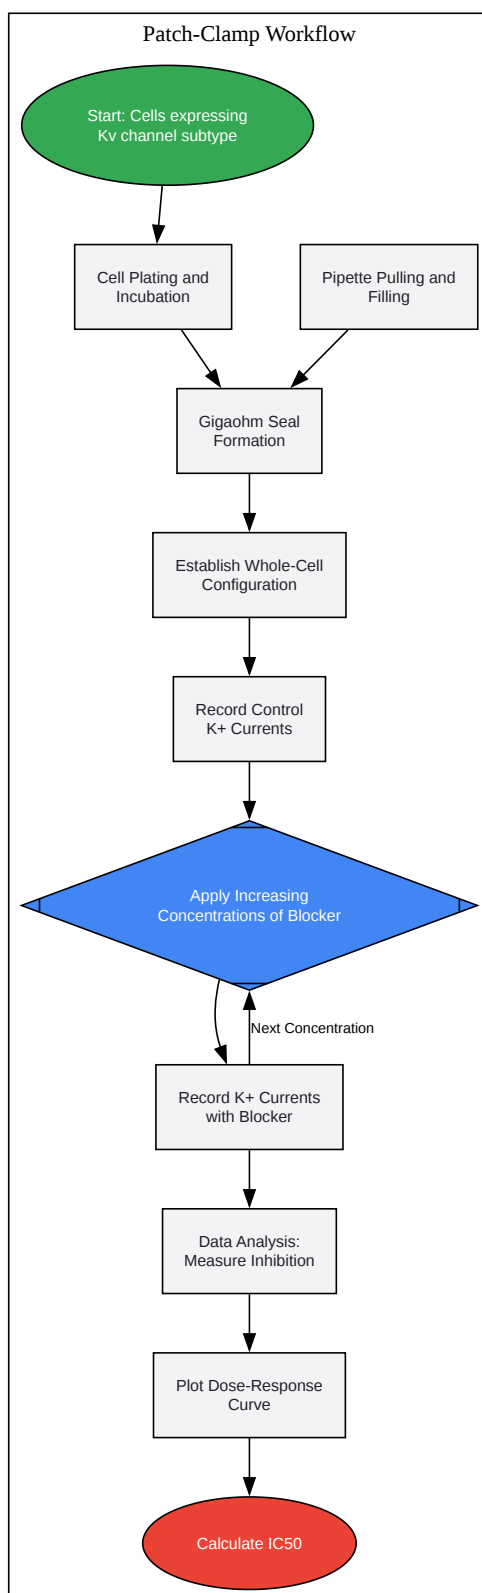 Patch-Clamp Workflow
Start: Cells expressing
Kv channel subtype
Cell Plating and
Incubation
Pipette Pulling and
Filling
Gigaohm Seal
Formation
Establish Whole-Cell
Configuration
Record Control
K+ Currents
Apply Increasing
Concentrations of Blocker
Next Concentration
Record K+ Currents
with Blocker
Data Analysis:
Measure Inhibition
Plot Dose-Response
Curve
Calculate IC50